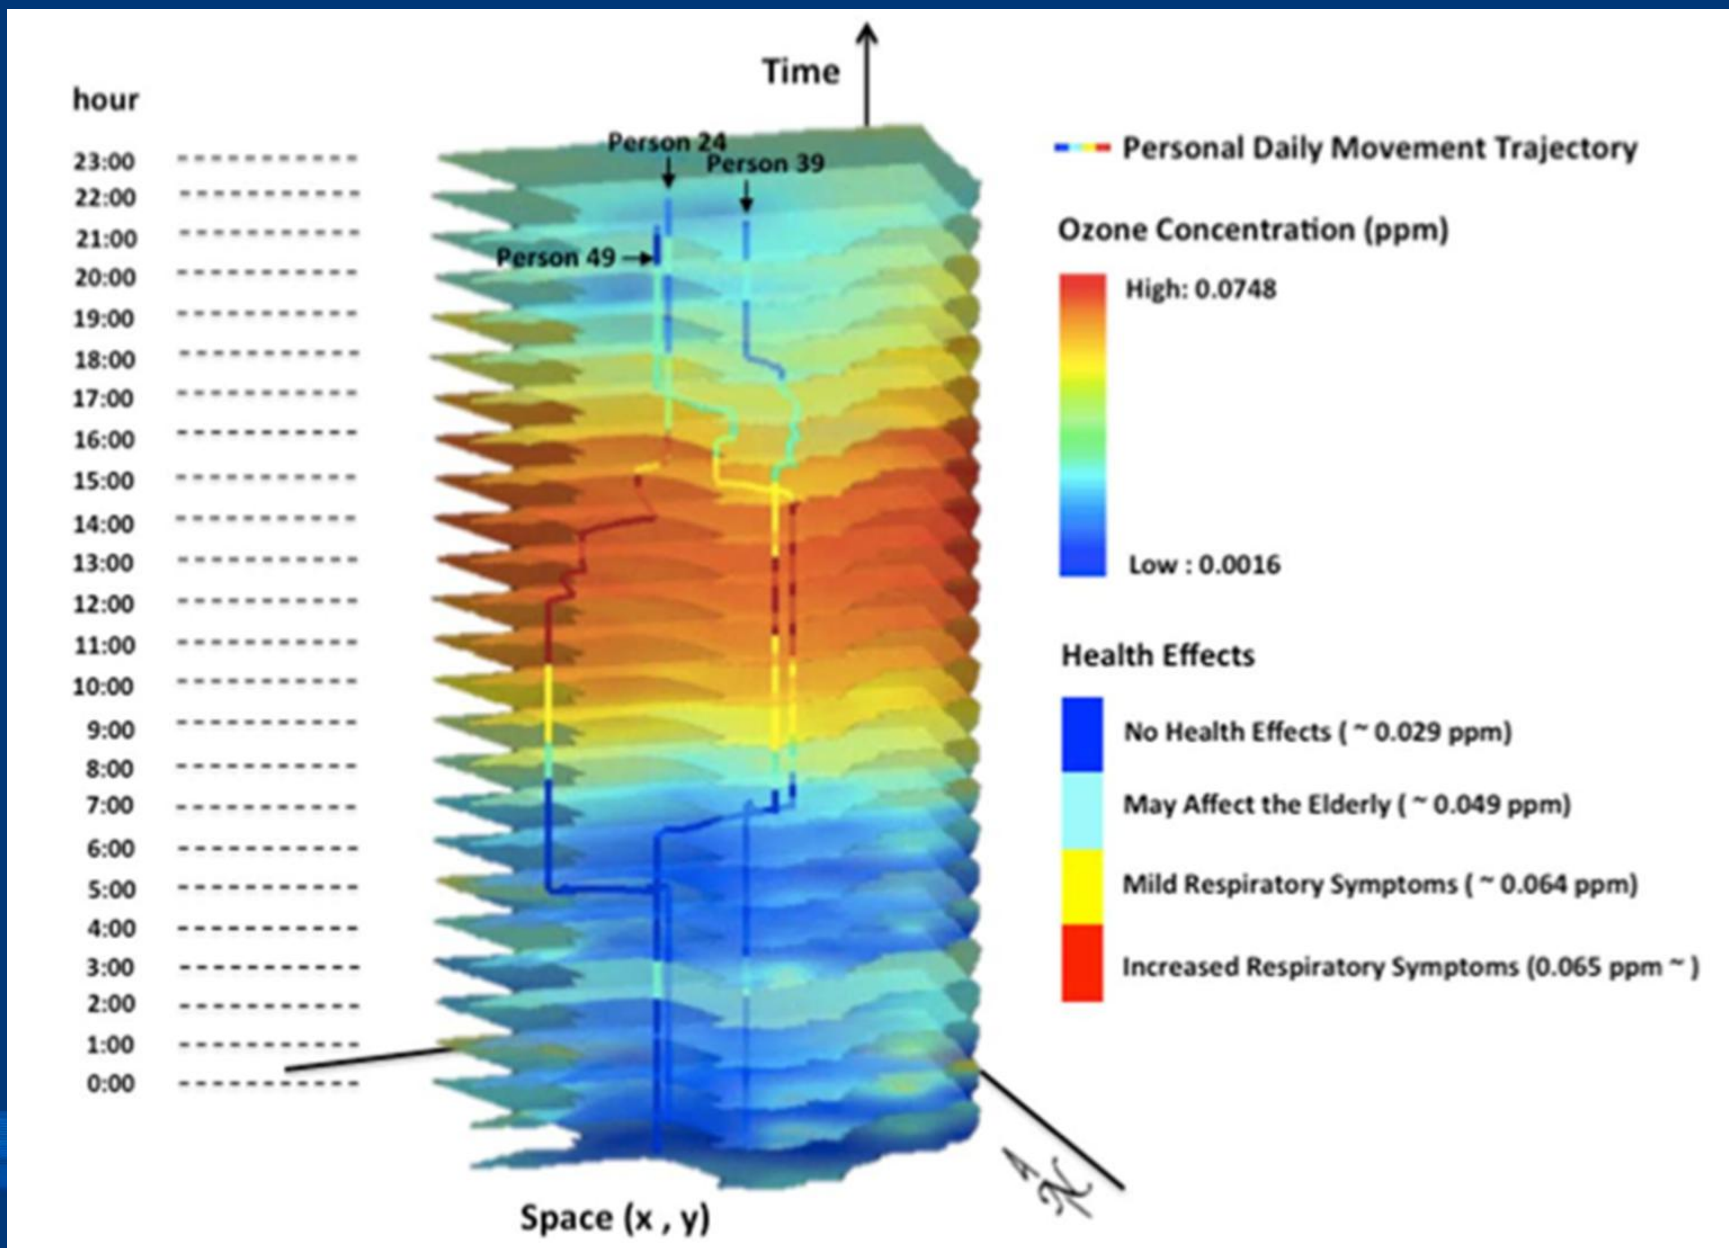 Time
hour
23:00
22:00
21:00
20:00
19:00
18:00
17:00
16:00
15:00
14:00
13:00
12:00
11:00
10:00
9:00
8:00
7:00
6:00
5:00
4:00
3:00
2:00
1:00
0:00
Person 24
Person 39
Person 49
Space (x , y)
Personal Daily Movement Trajectory
Ozone Concentration (ppm)
High: 0.0748
Low : 0.0016
Health Effects
No Health Effects ( ~ 0.029 ppm)
May Affect the Elderly ( ~ 0.049 ppm)
Mild Respiratory Symptoms ( ~ 0.064 ppm)
Increased Respiratory Symptoms (0.065 ppm ~ )